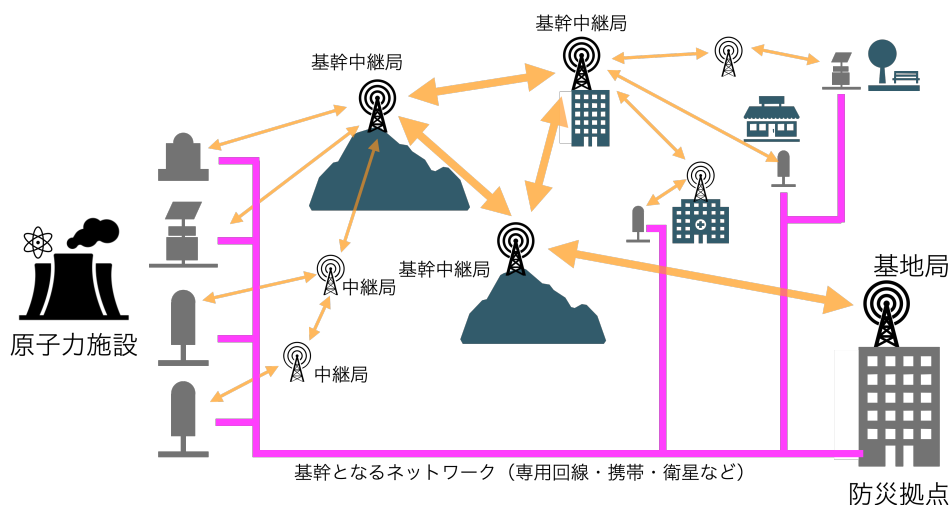 基幹中継局
基幹中継局
基幹中継局
中継局
中継局
基地局
原子力施設
基幹となるネットワーク（専用回線・携帯・衛星など）
防災拠点